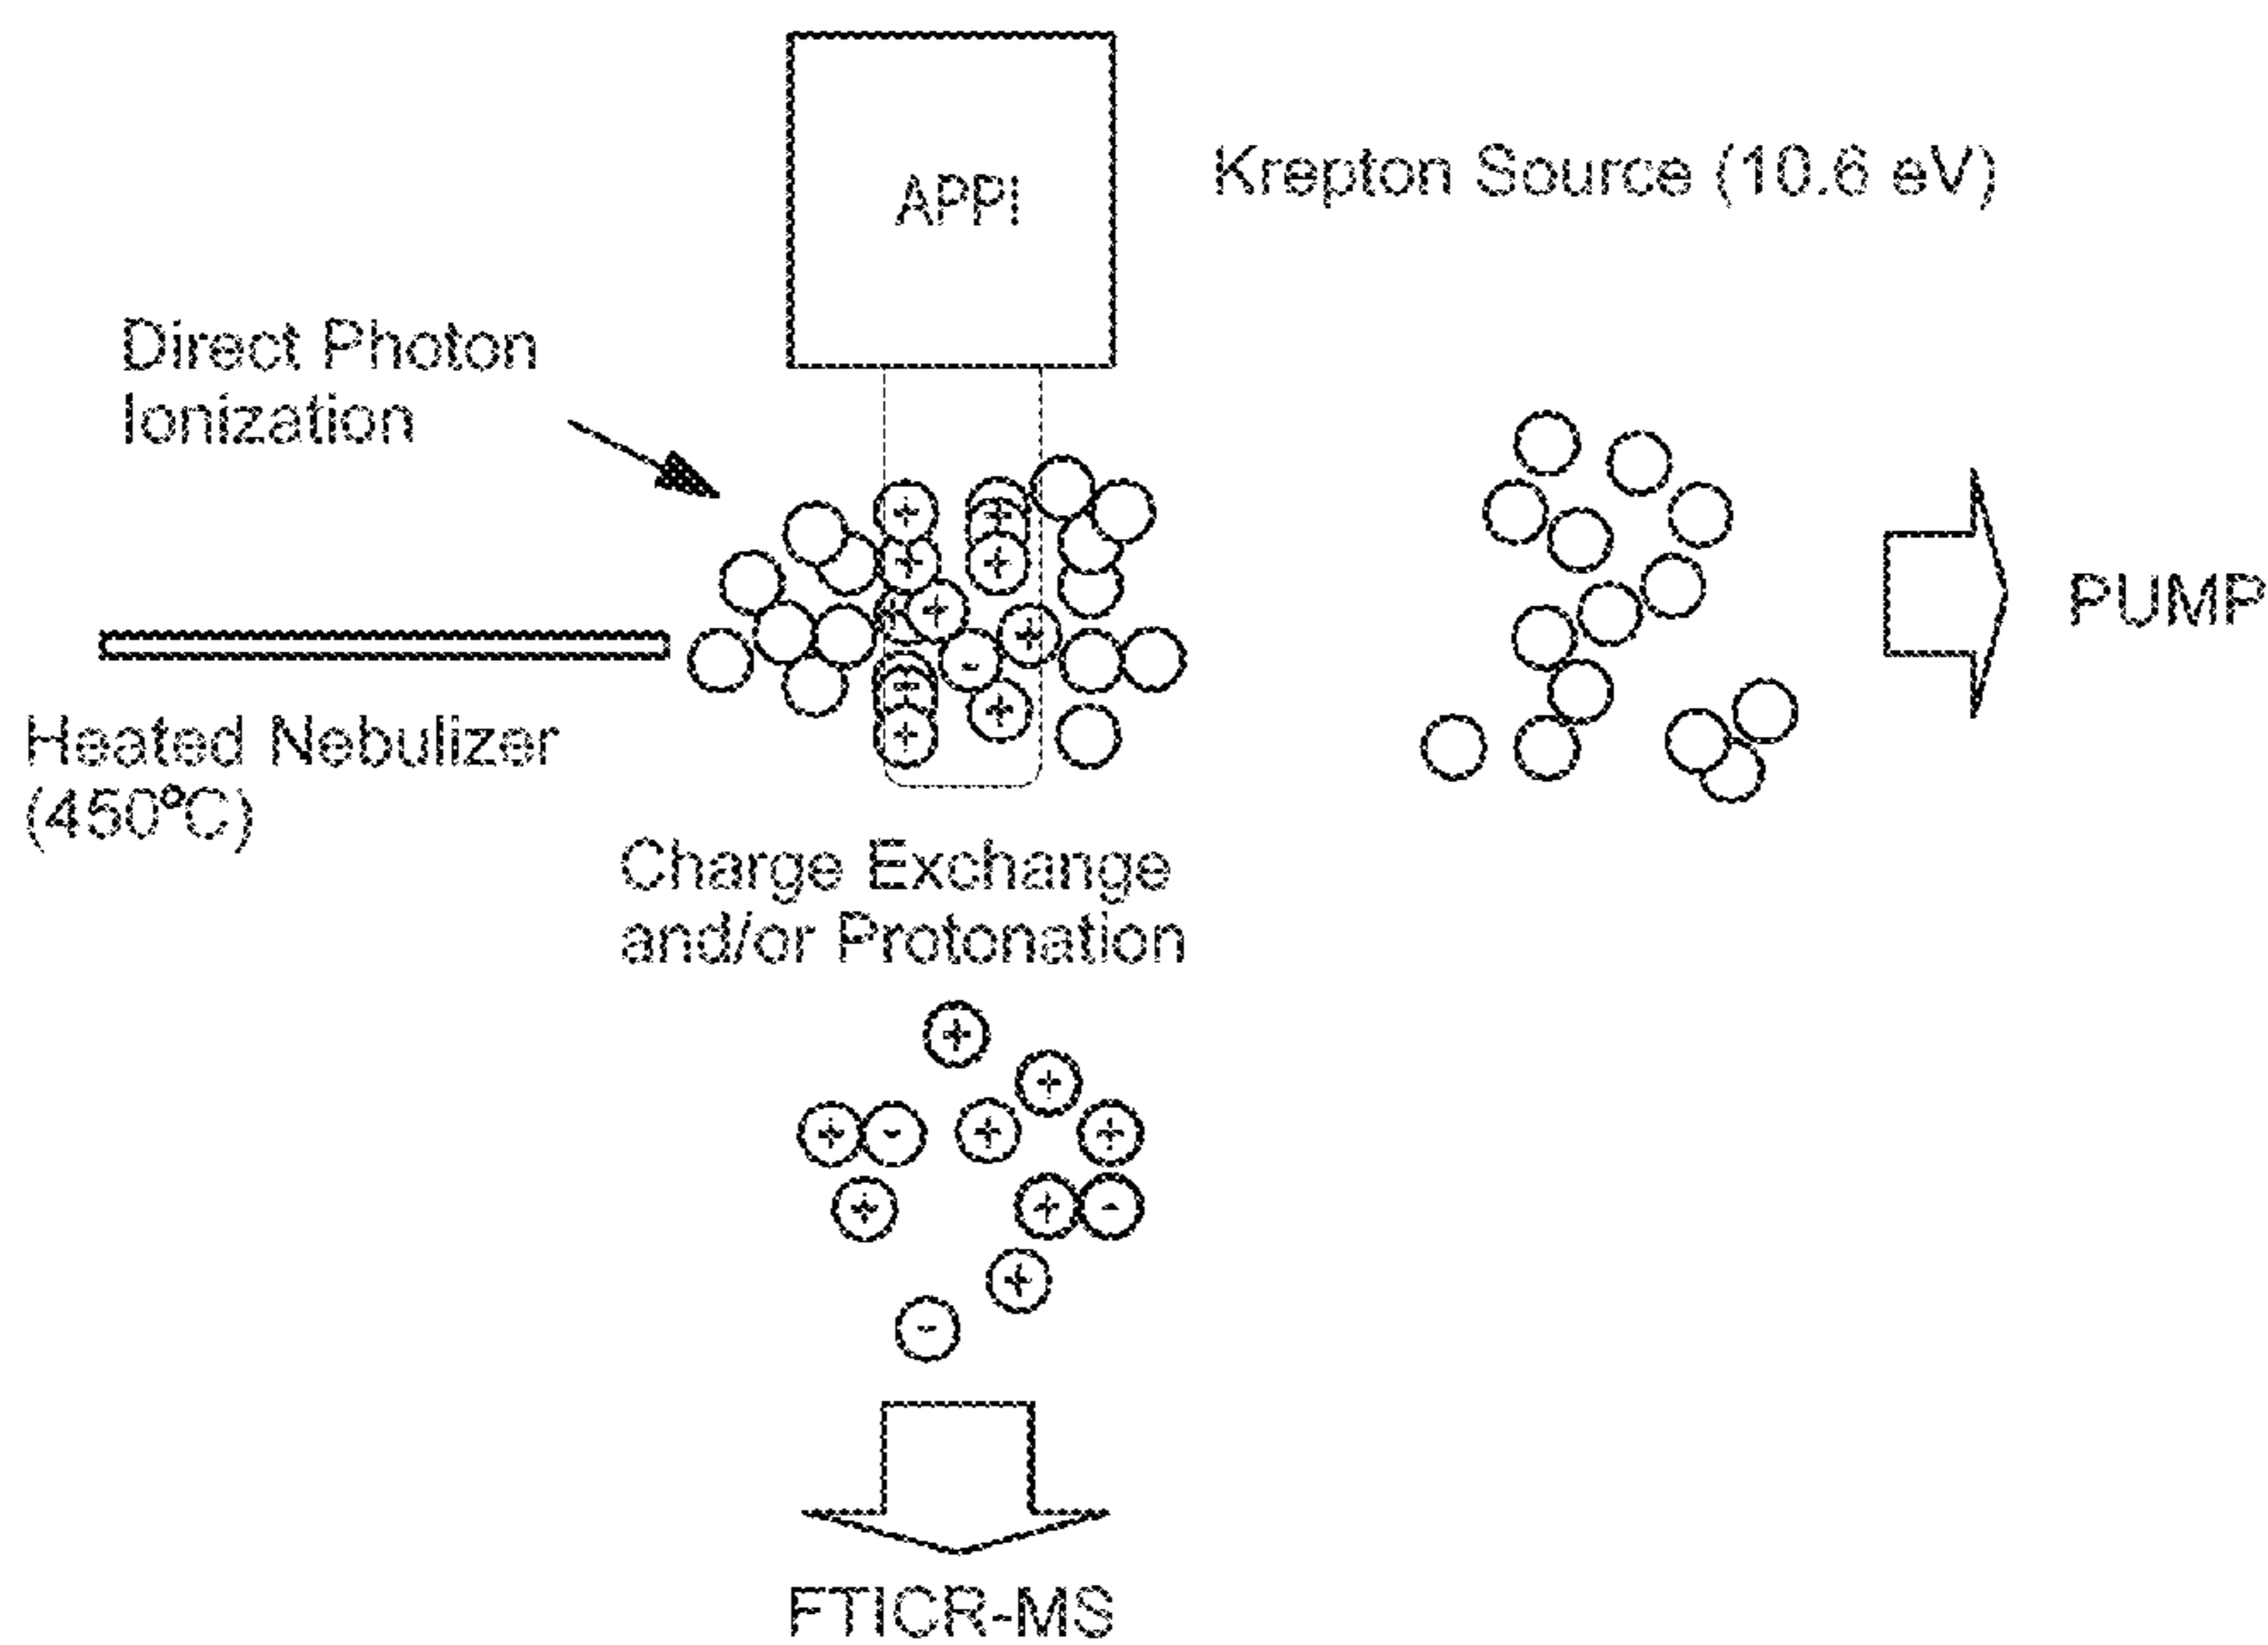 APPI
Krepton Source (10.6 eV)
Direct Photon
Ionization
PUMP
Heated Nebulizer
(450°C)
Charge Exchange
and/or Protonation
FTICR-MS